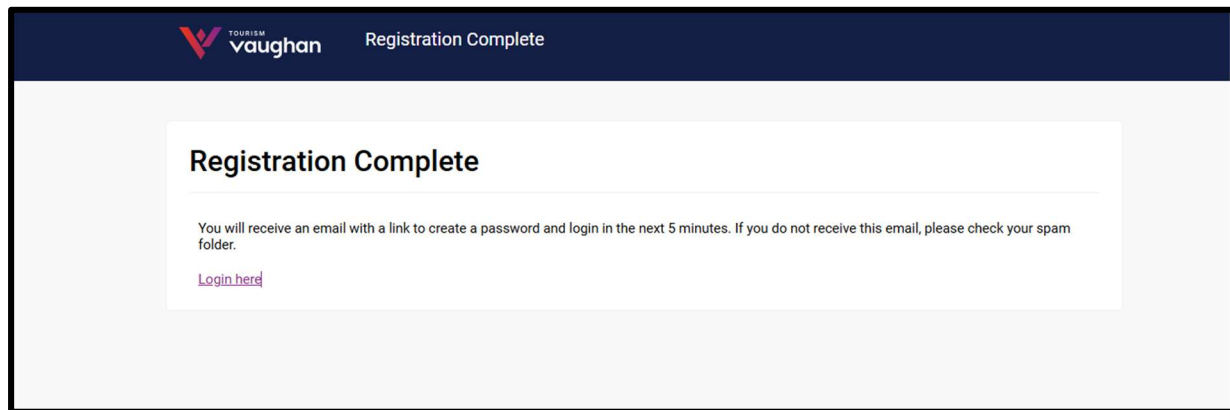 TOURISM
vaughan
Registration Complete
Registration Complete
You will receive an email with a link to create a password and login in the next 5 minutes. If you do not receive this email, please check your spam
folder.
Login here